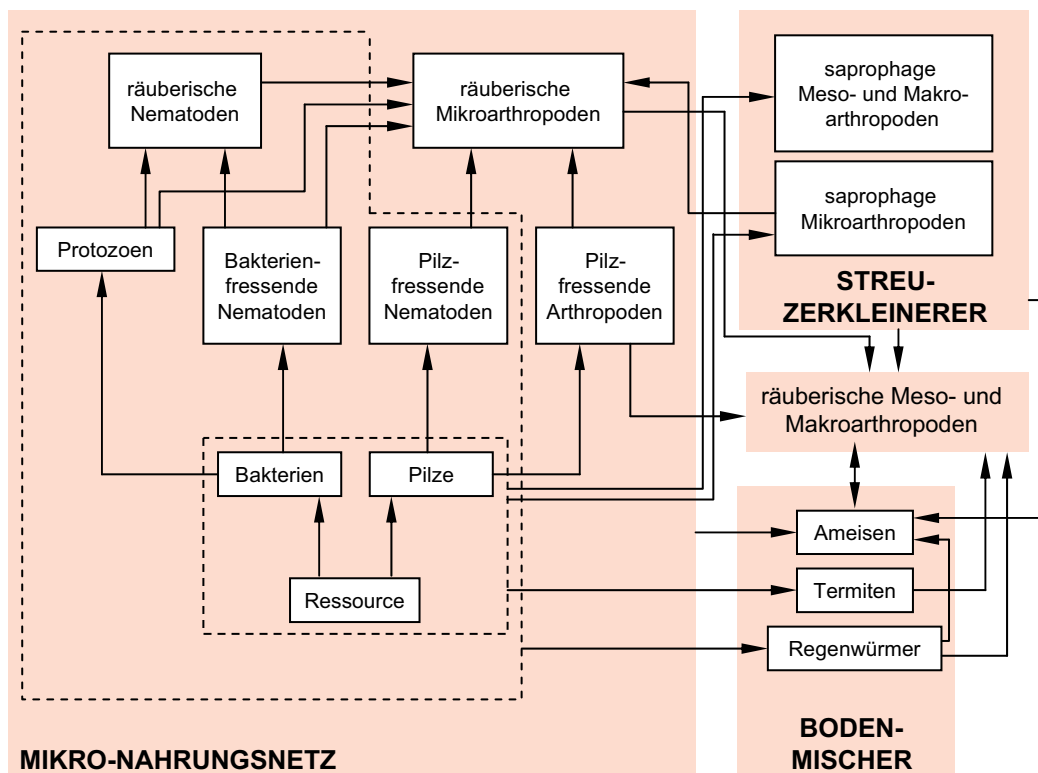 räuberische
Nematoden
räuberische
Mikroarthropoden
saprophage
Meso- und Makro-
arthropoden
saprophage
Mikroarthropoden
Protozoen
Bakterien-
fressende
Nematoden
Pilz-
fressende
Nematoden
Pilz-
fressende
Arthropoden
STREU-
ZERKLEINERER
räuberische Meso- und
Makroarthropoden
Bakterien
Pilze
Ressource
Ameisen
Termiten
Regenwürmer
MIKRO-NAHRUNGSNETZ
BODEN-
MISCHER